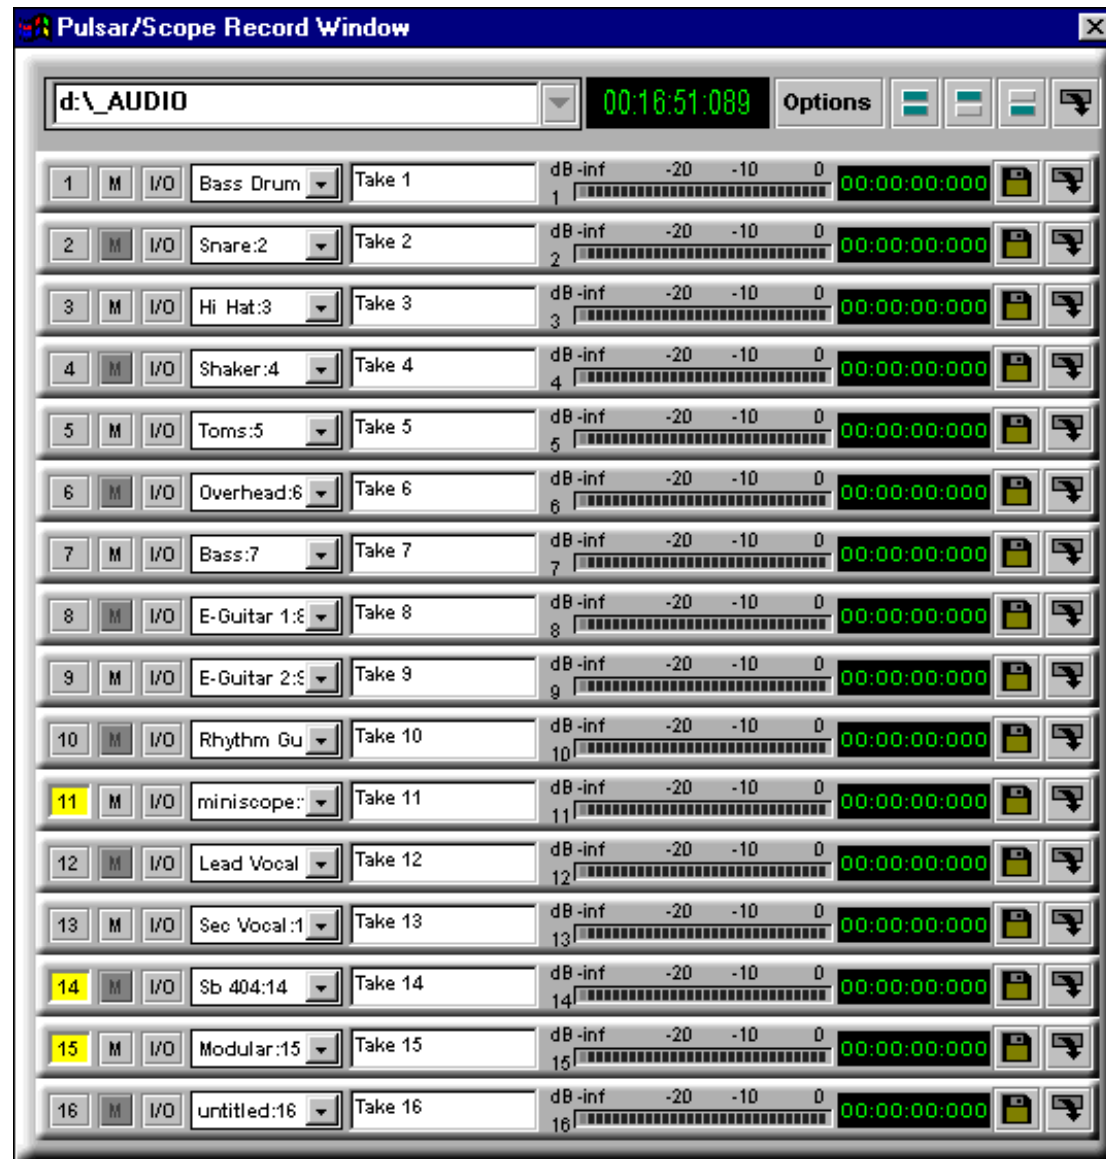 Pulsar/Scope Record Window
d:\_AUDIO 00:16:51:089 Options
1 M I/O Bass Drum Take 1 dB -inf -20 -10 0 1 00:00:00:000
2 M I/O Snare:2 Take 2 dB -inf -20 -10 0 2 00:00:00:000
3 M I/O Hi Hat:3 Take 3 dB -inf -20 -10 0 3 00:00:00:000
4 M I/O Shaker:4 Take 4 dB -inf -20 -10 0 4 00:00:00:000
5 M I/O Toms:5 Take 5 dB -inf -20 -10 0 5 00:00:00:000
6 M I/O Overhead:6 Take 6 dB -inf -20 -10 0 6 00:00:00:000
7 M I/O Bass:7 Take 7 dB -inf -20 -10 0 7 00:00:00:000
8 M I/O E-Guitar 1:8 Take 8 dB -inf -20 -10 0 8 00:00:00:000
9 M I/O E-Guitar 2:9 Take 9 dB -inf -20 -10 0 9 00:00:00:000
10 M I/O Rhythm Gu Take 10 dB -inf -20 -10 0 10 00:00:00:000
11 M I/O miniscope: Take 11 dB -inf -20 -10 0 11 00:00:00:000
12 M I/O Lead Vocal Take 12 dB -inf -20 -10 0 12 00:00:00:000
13 M I/O Sec Vocal:1 Take 13 dB -inf -20 -10 0 13 00:00:00:000
14 M I/O Sb 404:14 Take 14 dB -inf -20 -10 0 14 00:00:00:000
15 M I/O Modular:15 Take 15 dB -inf -20 -10 0 15 00:00:00:000
16 M I/O untitled:16 Take 16 dB -inf -20 -10 0 16 00:00:00:000